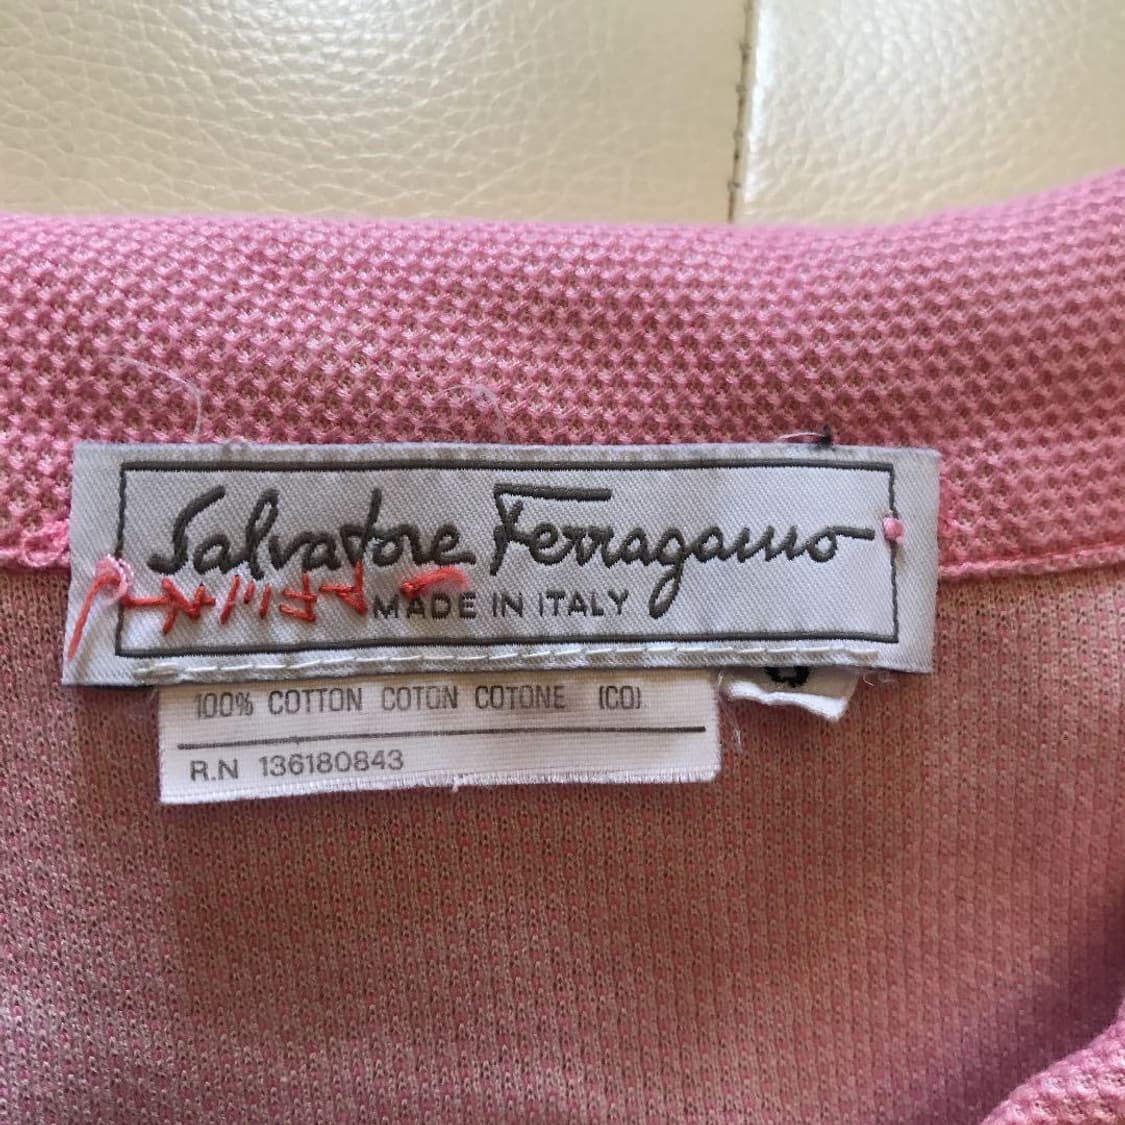 Salvatore Ferragamo
MADE IN ITALY
100% COTTON COTON COTONE (CO)
R.N 136180843